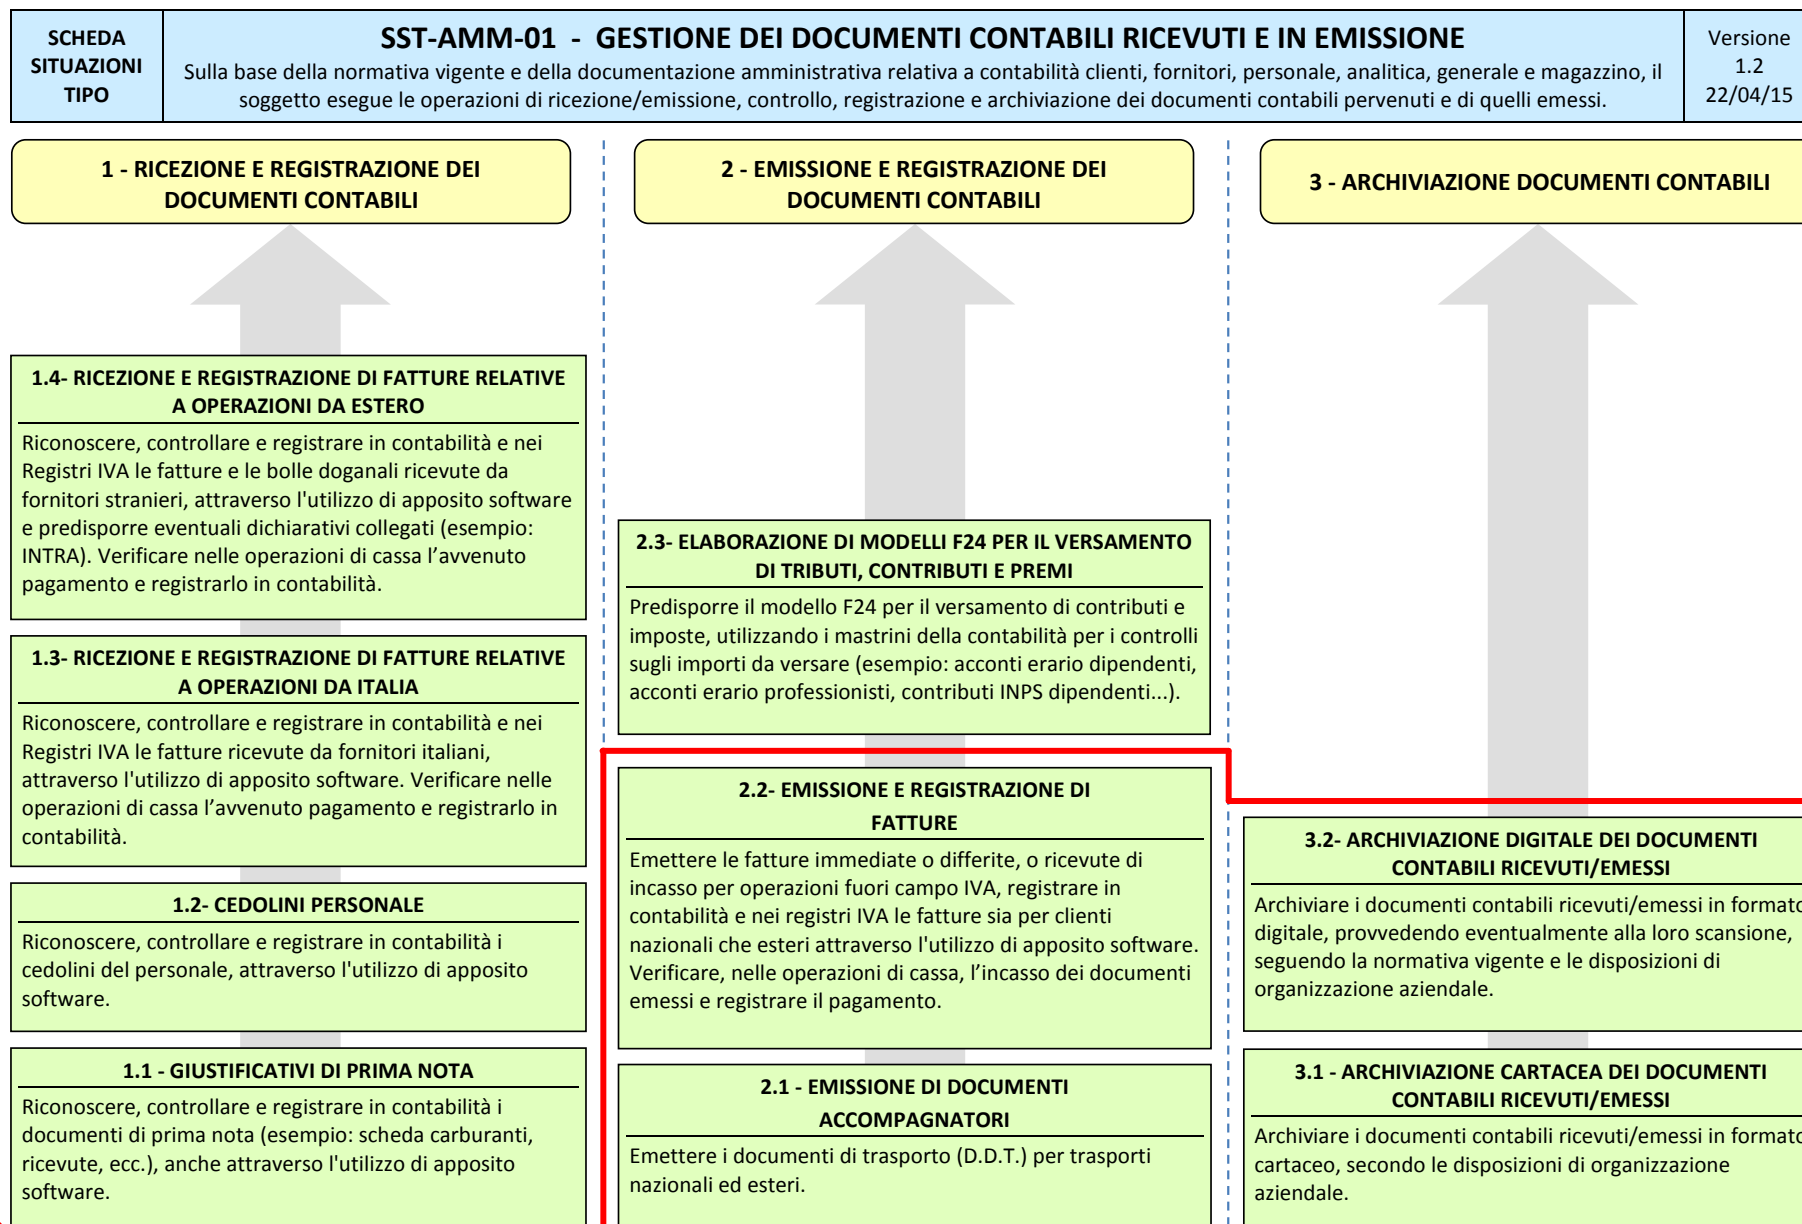 SCHEDA
SITUAZIONI
TIPO
SST-AMM-01 - GESTIONE DEI DOCUMENTI CONTABILI RICEVUTI E IN EMISSIONE
Sulla base della normativa vigente e della documentazione amministrativa relativa a contabilità clienti, fornitori, personale, analitica, generale e magazzino, il
soggetto esegue le operazioni di ricezione/emissione, controllo, registrazione e archiviazione dei documenti contabili pervenuti e di quelli emessi.
Versione
1.2
22/04/15
1 - RICEZIONE E REGISTRAZIONE DEI
DOCUMENTI CONTABILI
1.4- RICEZIONE E REGISTRAZIONE DI FATTURE RELATIVE
A OPERAZIONI DA ESTERO
Riconoscere, controllare e registrare in contabilità e nei
Registri IVA le fatture e le bolle doganali ricevute da
fornitori stranieri, attraverso l'utilizzo di apposito software
e predisporre eventuali dichiarativi collegati (esempio:
INTRA). Verificare nelle operazioni di cassa l’avvenuto
pagamento e registrarlo in contabilità.
1.3- RICEZIONE E REGISTRAZIONE DI FATTURE RELATIVE
A OPERAZIONI DA ITALIA
Riconoscere, controllare e registrare in contabilità e nei
Registri IVA le fatture ricevute da fornitori italiani,
attraverso l'utilizzo di apposito software. Verificare nelle
operazioni di cassa l’avvenuto pagamento e registrarlo in
contabilità.
1.2- CEDOLINI PERSONALE
Riconoscere, controllare e registrare in contabilità i
cedolini del personale, attraverso l'utilizzo di apposito
software.
1.1 - GIUSTIFICATIVI DI PRIMA NOTA
Riconoscere, controllare e registrare in contabilità i
documenti di prima nota (esempio: scheda carburanti,
ricevute, ecc.), anche attraverso l'utilizzo di apposito
software.
2 - EMISSIONE E REGISTRAZIONE DEI
DOCUMENTI CONTABILI
2.3- ELABORAZIONE DI MODELLI F24 PER IL VERSAMENTO
DI TRIBUTI, CONTRIBUTI E PREMI
Predisporre il modello F24 per il versamento di contributi e
imposte, utilizzando i mastrini della contabilità per i controlli
sugli importi da versare (esempio: acconti erario dipendenti,
acconti erario professionisti, contributi INPS dipendenti...).
2.2- EMISSIONE E REGISTRAZIONE DI
FATTURE
Emettere le fatture immediate o differite, o ricevute di
incasso per operazioni fuori campo IVA, registrare in
contabilità e nei registri IVA le fatture sia per clienti
nazionali che esteri attraverso l'utilizzo di apposito software.
Verificare, nelle operazioni di cassa, l’incasso dei documenti
emessi e registrare il pagamento.
2.1 - EMISSIONE DI DOCUMENTI
ACCOMPAGNATORI
Emettere i documenti di trasporto (D.D.T.) per trasporti
nazionali ed esteri.
3 - ARCHIVIAZIONE DOCUMENTI CONTABILI
3.2- ARCHIVIAZIONE DIGITALE DEI DOCUMENTI
CONTABILI RICEVUTI/EMESSI
Archiviare i documenti contabili ricevuti/emessi in formato
digitale, provvedendo eventualmente alla loro scansione,
seguendo la normativa vigente e le disposizioni di
organizzazione aziendale.
3.1 - ARCHIVIAZIONE CARTACEA DEI DOCUMENTI
CONTABILI RICEVUTI/EMESSI
Archiviare i documenti contabili ricevuti/emessi in formato
cartaceo, secondo le disposizioni di organizzazione
aziendale.